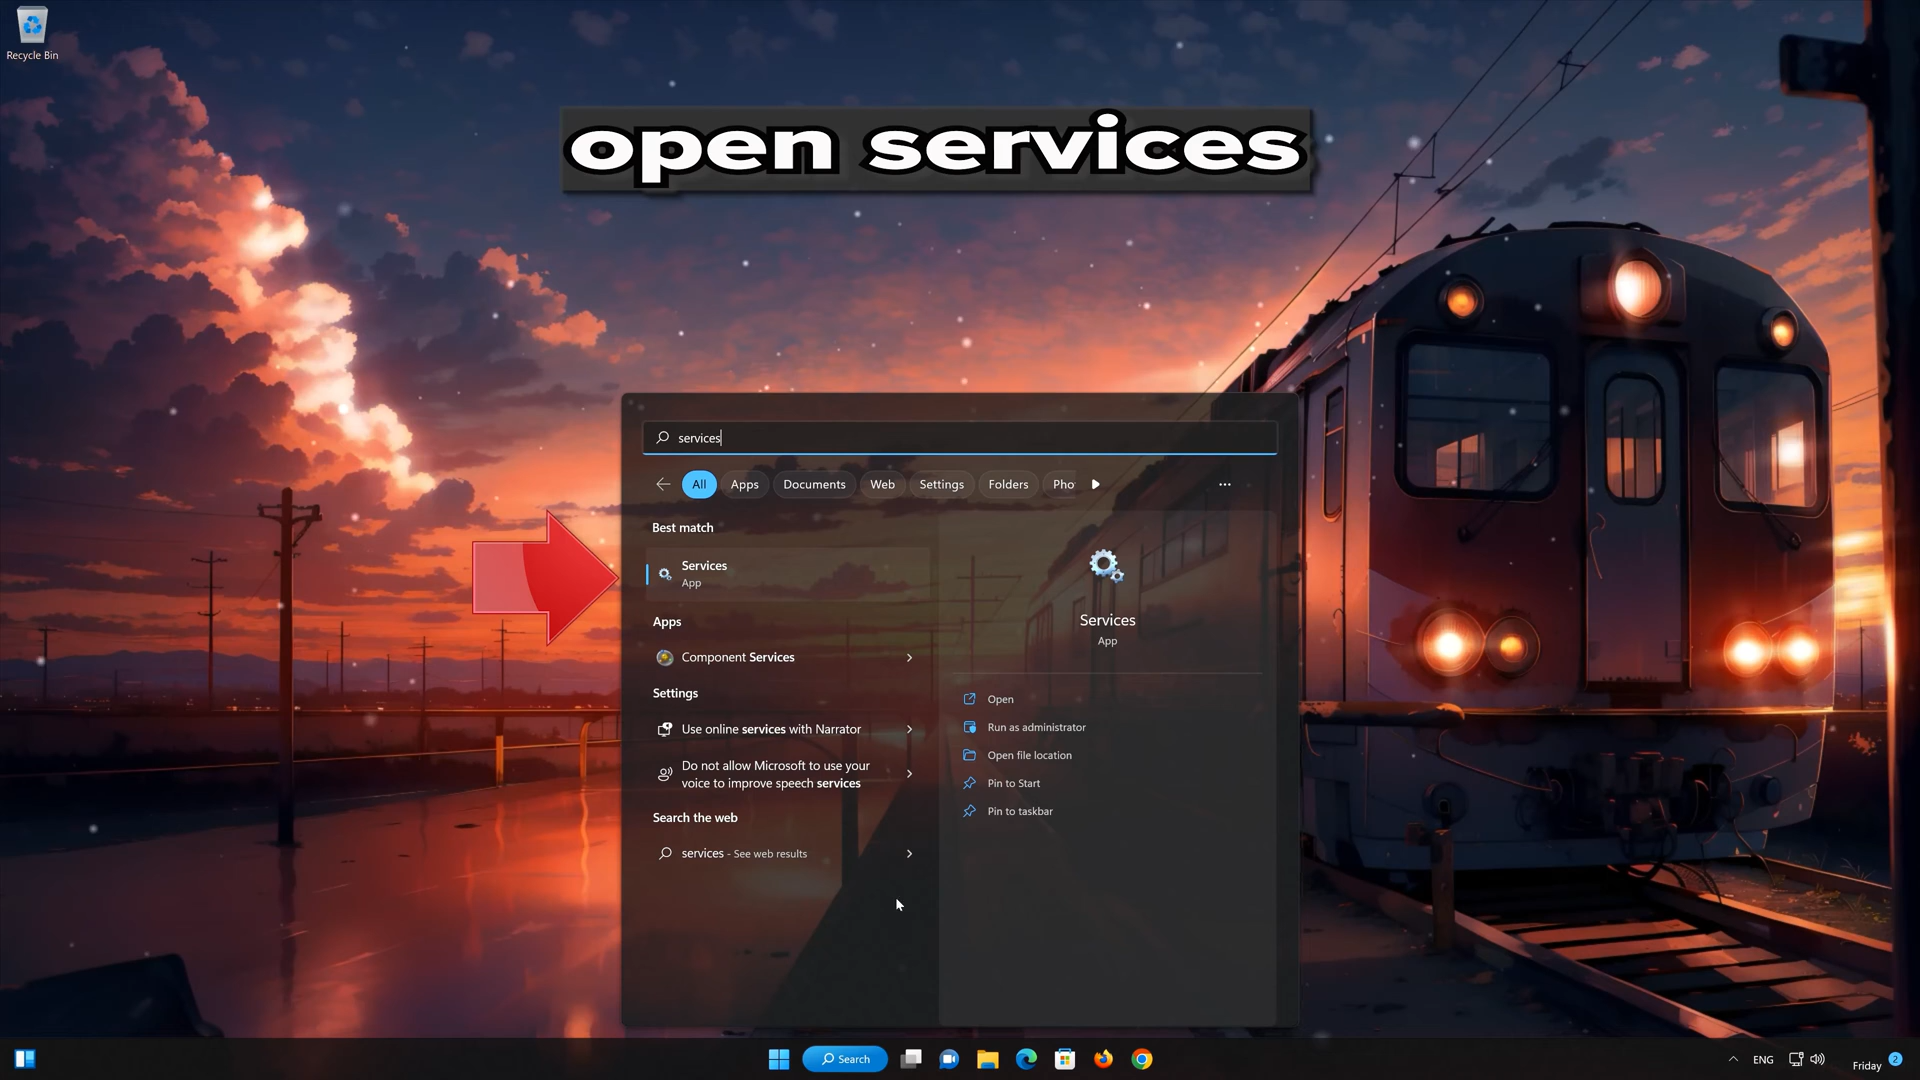 Recycle Bin
open services
services
All Apps Documents Web Settings Folders Pho
Best match
Services
App
Apps
Component Services
Settings
Use online services with Narrator
Do not allow Microsoft to use your
voice to improve speech services
Search the web
services - See web results
Services
App
Open
Run as administrator
Open file location
Pin to Start
Pin to taskbar
Search
ENG
Friday
2